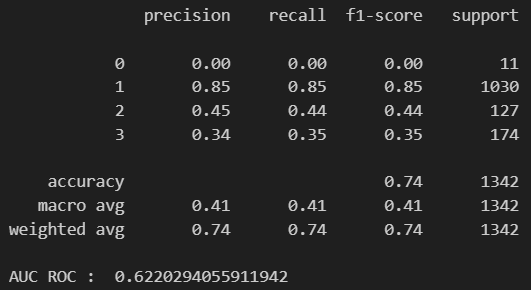 precision recall f1-score support
0 0.00 0.00 0.00 11
1 0.85 0.85 0.85 1030
2 0.45 0.44 0.44 127
3 0.34 0.35 0.35 174
accuracy 0.74 1342
macro avg 0.41 0.41 0.41 1342
weighted avg 0.74 0.74 0.74 1342
AUC ROC : 0.6220294055911942